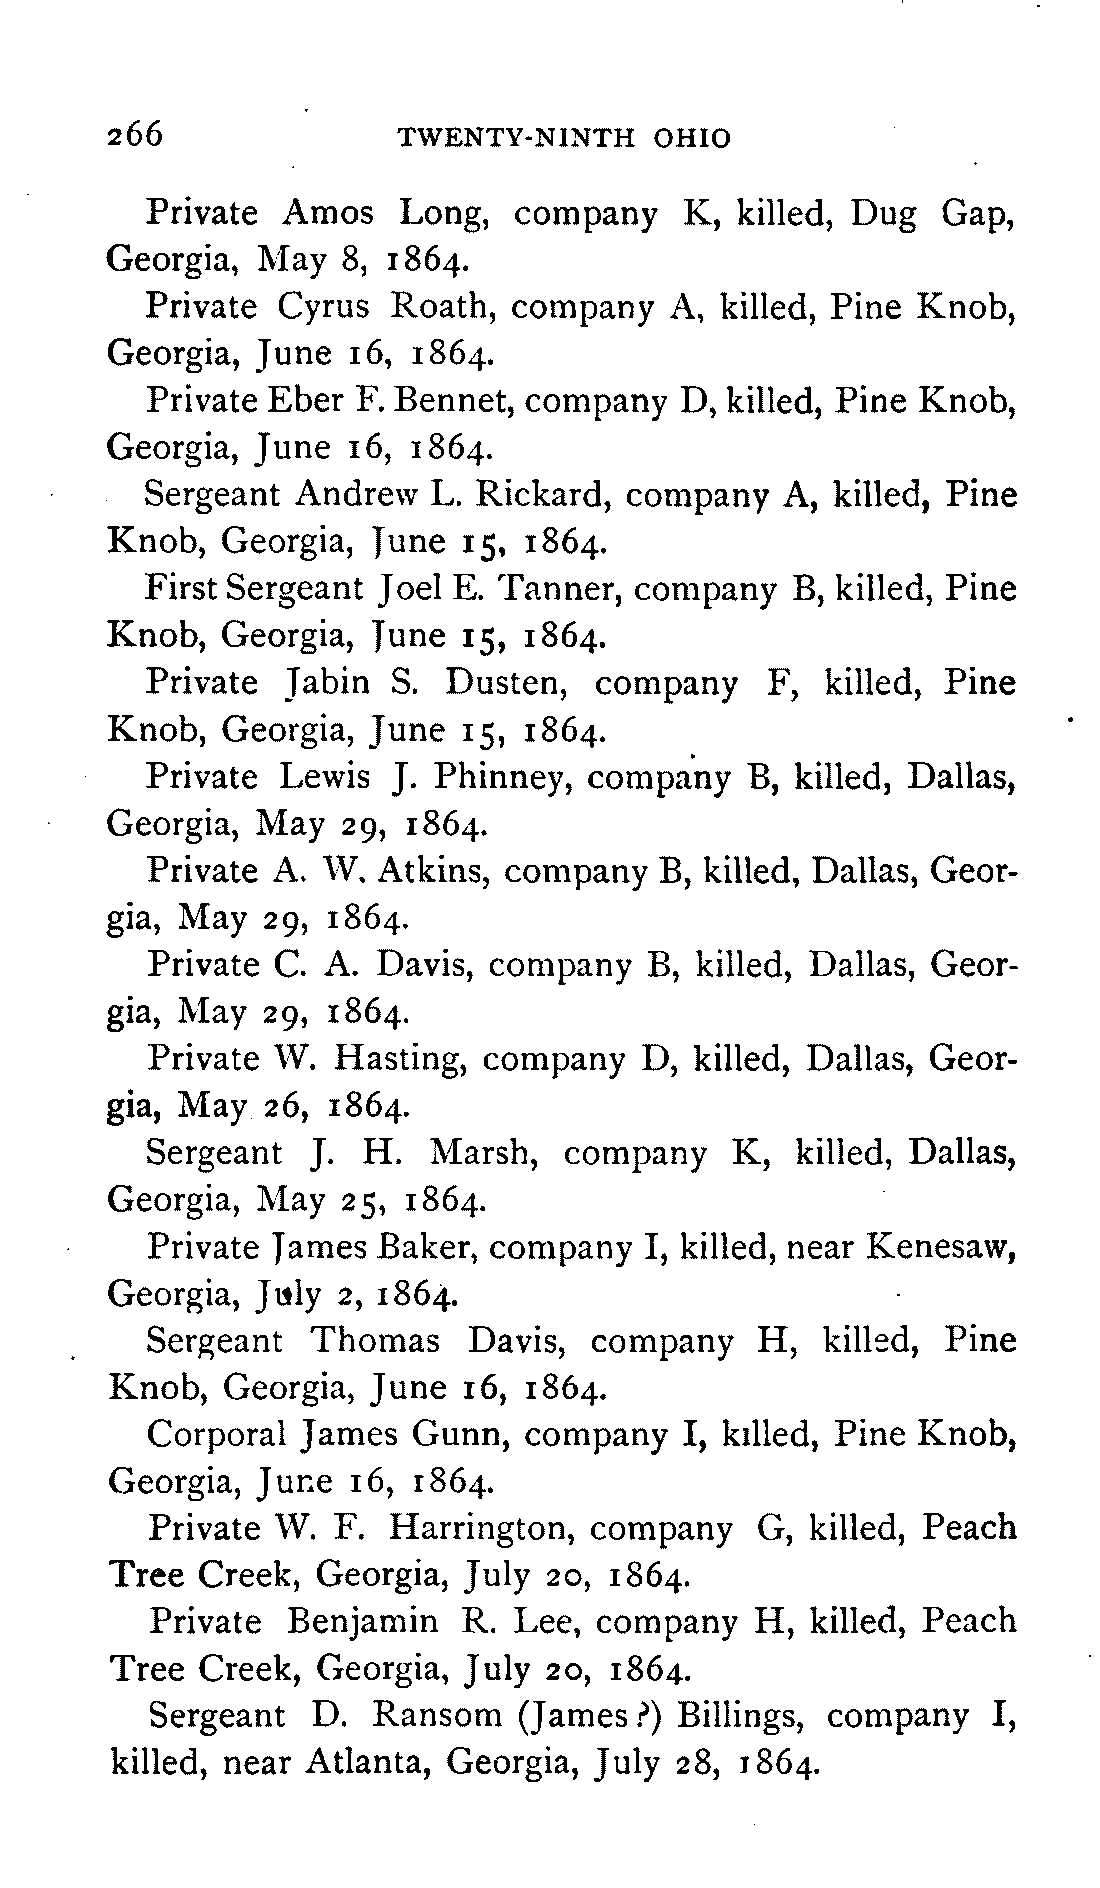 266 TWENTY-NINTH OHIO
Private Amos Long, company K, killed, Dug Gap,
Georgia, May 8, 1864.
Private Cyrus Roath, company A, killed, Pine Knob,
Georgia, June 16, 1864.
Private Eber F. Bennet, company D, killed, Pine Knob,
Georgia, June 16, 1864.
Sergeant Andrew L. Rickard, company A, killed, Pine
Knob, Georgia, June 15, 1864.
First Sergeant Joel E. Tanner, company B, killed, Pine
Knob, Georgia, June 15, 1864.
Private Jabin S. Dusten, company F, killed, Pine
Knob, Georgia, June 15, 1864.
Private Lewis J. Phinney, company B, killed, Dallas,
Georgia, May 29, 1864.
Private A. W. Atkins, company B, killed, Dallas, Geor-
gia, May 29, 1864.
Private C. A. Davis, company B, killed, Dallas, Geor-
gia, May 29, 1864.
Private W. Hasting, company D, killed, Dallas, Geor-
gia, May 26, 1864.
Sergeant J. H. Marsh, company K, killed, Dallas,
Georgia, May 25, 1864.
Private James Baker, company I, killed, near Kenesaw,
Georgia, July 2, 1864.
Sergeant Thomas Davis, company H, killed, Pine
Knob, Georgia, June 16, 1864.
Corporal James Gunn, company I, killed, Pine Knob,
Georgia, June 16, 1864.
Private W. F. Harrington, company G, killed, Peach
Tree Creek, Georgia, July 20, 1864.
Private Benjamin R. Lee, company H, killed, Peach
Tree Creek, Georgia, July 20, 1864.
Sergeant D. Ransom (James?) Billings, company I,
killed, near Atlanta, Georgia, July 28, 1864.